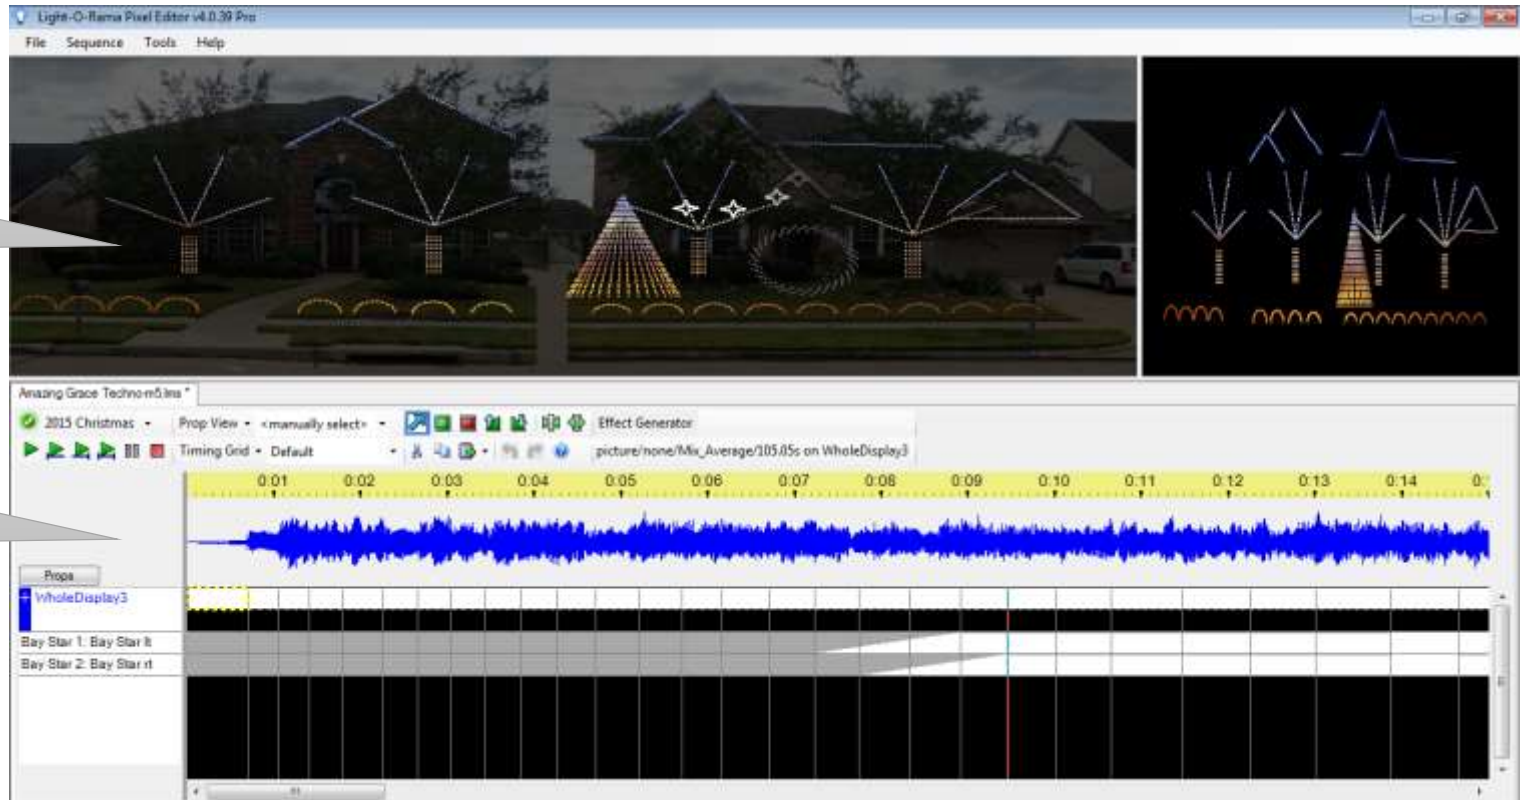 Light-O-Rama Pixel Editor v4.0.39 Pro
File Sequence Tools Help
Amazing Grace Techno-m5.lms *
2015 Christmas Prop View <manually select> Effect Generator
Timing Grid Default picture/none/Mix_Average/105.05s on WholeDisplay3
0:01 0:02 0:03 0:04 0:05 0:06 0:07 0:08 0:09 0:10 0:11 0:12 0:13 0:14 0:
Props
WholeDisplay3
Bay Star 1: Bay Star lt
Bay Star 2: Bay Star rt